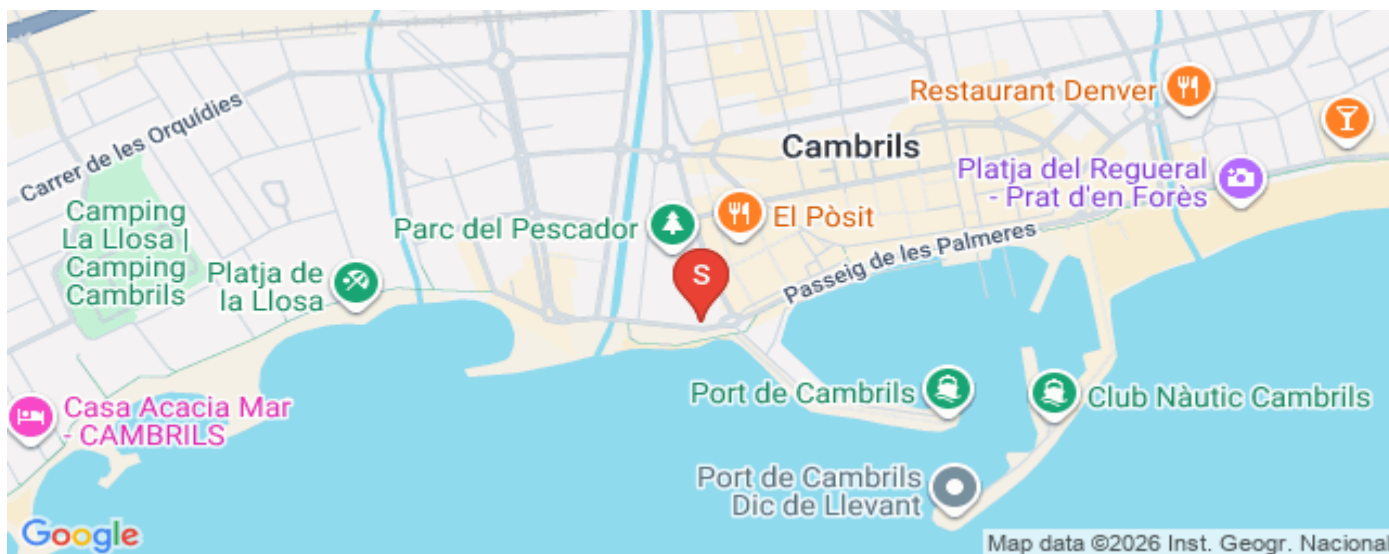 Restaurant Denver
Carrer de les Orquídies
Cambrils
Platja del Regueral
- Prat d'en Forès
Camping
La Llosa |
Camping
Cambrils
Parc del Pescador
El Pòsit
Platja de
la Llosa
S
Passeig de les Palmeres
Port de Cambrils
Club Nàutic Cambrils
Casa Acacia Mar
- CAMBRILS
Port de Cambrils
Dic de Llevant
Google
Map data ©2026 Inst. Geogr. Nacional